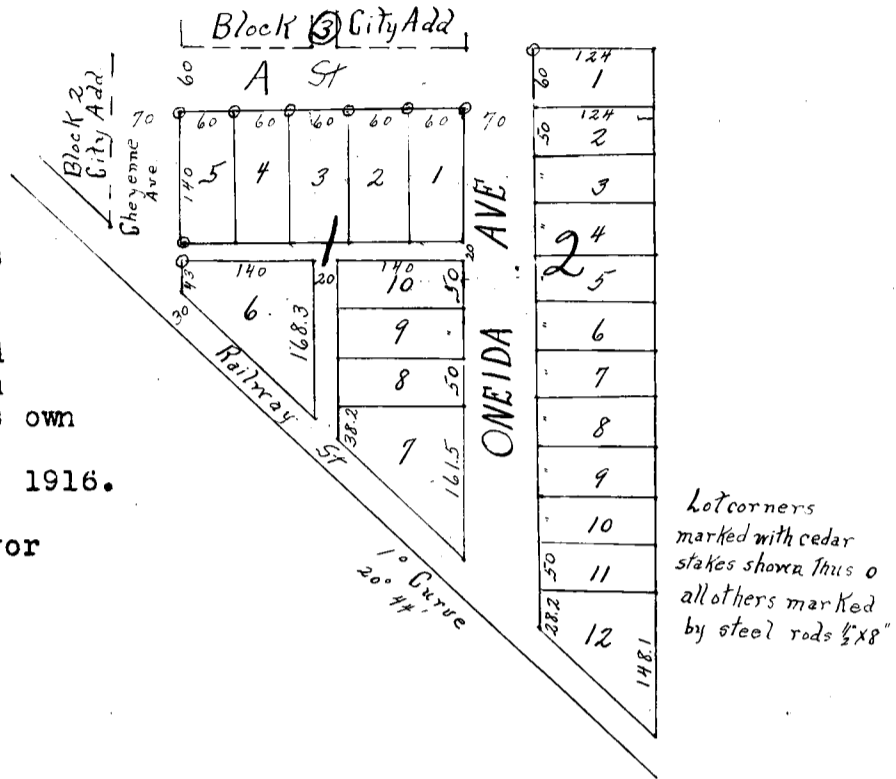 Block 3 City Add
60
A St
Block 2
City Add
70
Cheyenne
Ave
60 60 60 60 60
70
140
5 4 3 2 1
1
20
140
43
6
168.3
30
20
140
10
50
9
"
8
50
38.2
7
161.5
Railway
St
1° Curve
20°
44'
ONEIDA AVE
124
60
1
124
50
2
"
3
"
4
2
"
5
"
6
"
7
"
8
"
9
"
10
50
11
28.2
12
148.1
own
1916.
or
Lot corners
marked with cedar
stakes shown Thus o
all others marked
by steel rods ½"x8"